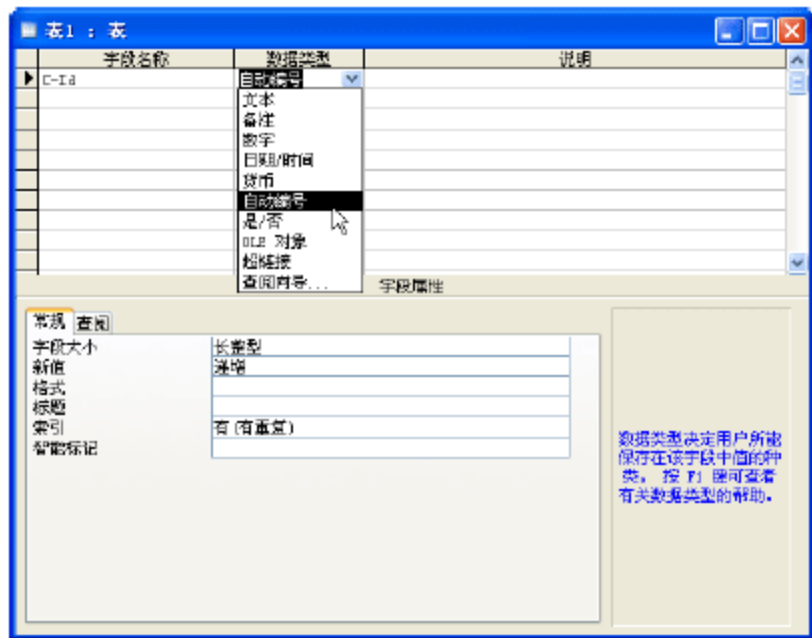 表1 : 表
字段名称 数据类型 说明
C-Id 自动编号
文本
备注
数字
日期/时间
货币
自动编号
是/否
OLE 对象
超链接
查阅向导...
字段属性
常规 查阅
字段大小 长整型
新值 递增
格式
标题
索引 有(有重复)
智能标记
数据类型决定用户所能
保存在该字段中值的种
类。 按 F1 键可查看
有关数据类型的帮助。